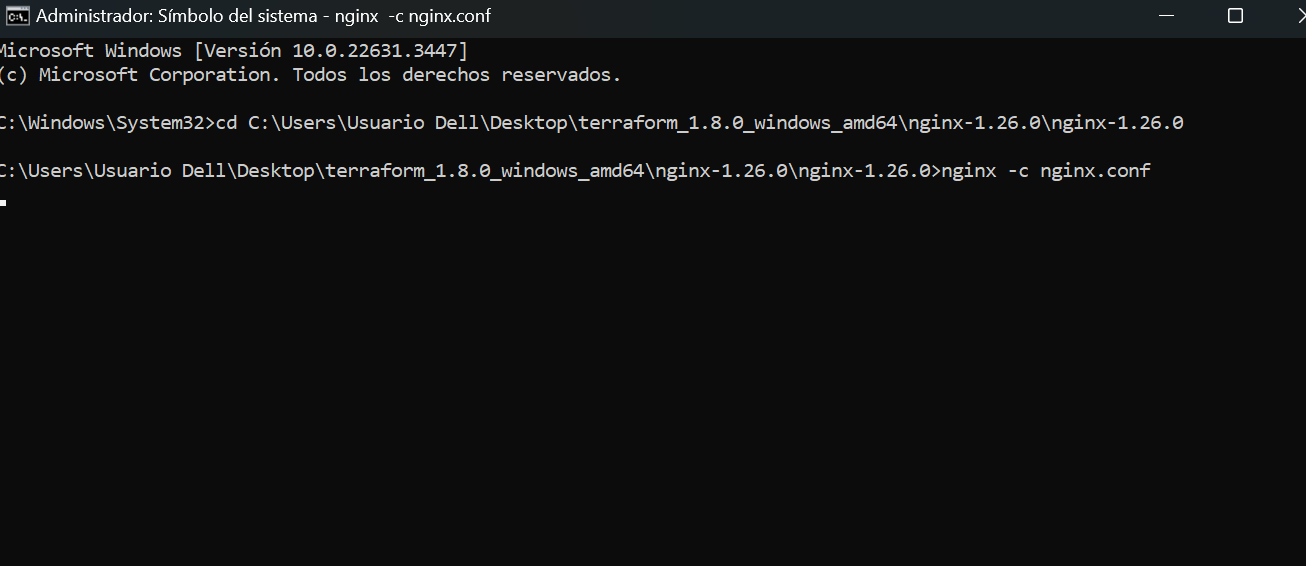 Administrador: Símbolo del sistema - nginx  -c nginx.conf
Microsoft Windows [Versión 10.0.22631.3447]
(c) Microsoft Corporation. Todos los derechos reservados.
C:\Windows\System32>cd C:\Users\Usuario Dell\Desktop\terraform_1.8.0_windows_amd64\nginx-1.26.0\nginx-1.26.0
C:\Users\Usuario Dell\Desktop\terraform_1.8.0_windows_amd64\nginx-1.26.0\nginx-1.26.0>nginx -c nginx.conf